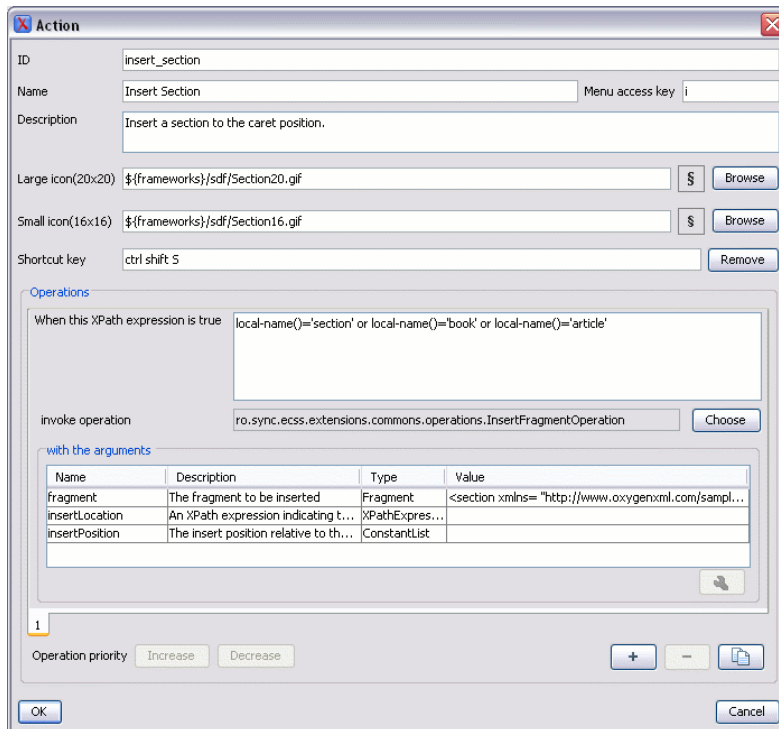 Action
ID insert_section
Name Insert Section Menu access key i
Description Insert a section to the caret position.
Large icon(20x20) ${frameworks}/sdf/Section20.gif § Browse
Small icon(16x16) ${frameworks}/sdf/Section16.gif § Browse
Shortcut key ctrl shift S Remove
Operations
When this XPath expression is true local-name()='section' or local-name()='book' or local-name()='article'
invoke operation ro.sync.ecss.extensions.commons.operations.InsertFragmentOperation Choose
with the arguments
Name Description Type Value
fragment The fragment to be inserted Fragment <section xmlns= "http://www.oxygenxml.com/sampl...
insertLocation An XPath expression indicating t... XPathExpres...
insertPosition The insert position relative to th... ConstantList
1
Operation priority Increase Decrease + −
OK Cancel